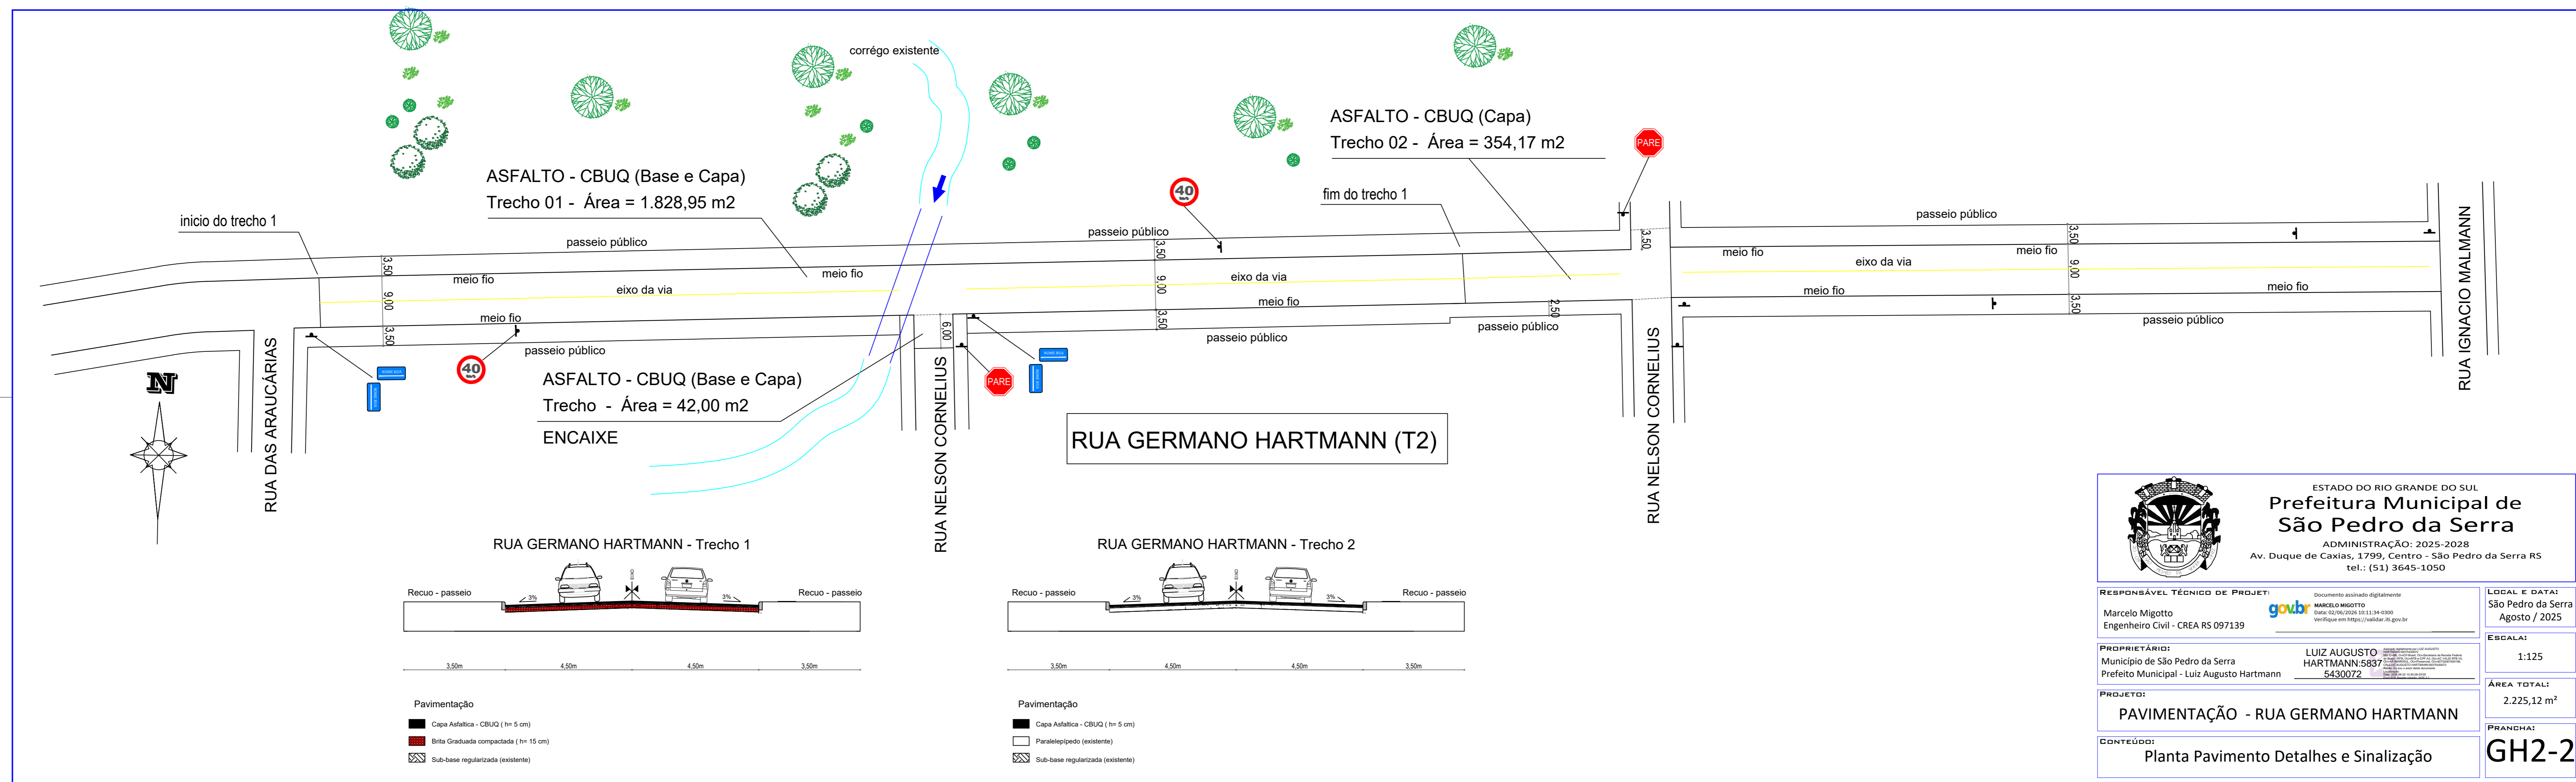 corrégo existente
ASFALTO - CBUQ (Capa)
Trecho 02 - Área = 354,17 m2
PARE
ASFALTO - CBUQ (Base e Capa)
Trecho 01 - Área = 1.828,95 m2
40
km/h
fim do trecho 1
inicio do trecho 1
passeio público
passeio público
passeio público
3,50
9,00
3,50
meio fio
meio fio
eixo da via
meio fio
passeio público
3,50
9,00
3,50
eixo da via
meio fio
passeio público
2,50
passeio público
3,50
meio fio
meio fio
eixo da via
3,50
9,00
3,50
meio fio
meio fio
passeio público
RUA IGNACIO MALMANN
6,00
40
km/h
PARE
N
RUA DAS ARAUCÁRIAS
ASFALTO - CBUQ (Base e Capa)
Trecho - Área = 42,00 m2
ENCAIXE
RUA NELSON CORNELIUS
RUA GERMANO HARTMANN (T2)
RUA NELSON CORNELIUS
RUA GERMANO HARTMANN - Trecho 1
EIXO
Recuo - passeio
3%
3%
Recuo - passeio
3,50m
4,50m
4,50m
3,50m
Pavimentação
Capa Asfaltica - CBUQ ( h= 5 cm)
Brita Graduada compactada ( h= 15 cm)
Sub-base regularizada (existente)
RUA GERMANO HARTMANN - Trecho 2
EIXO
Recuo - passeio
3%
3%
Recuo - passeio
3,50m
4,50m
4,50m
3,50m
Pavimentação
Capa Asfaltica - CBUQ ( h= 5 cm)
Paralelepípedo (existente)
Sub-base regularizada (existente)
ESTADO DO RIO GRANDE DO SUL
Prefeitura Municipal de
São Pedro da Serra
ADMINISTRAÇÃO: 2025-2028
Av. Duque de Caxias, 1799, Centro - São Pedro da Serra RS
tel.: (51) 3645-1050
RESPONSÁVEL TÉCNICO DE PROJET
Marcelo Migotto
Engenheiro Civil - CREA RS 097139
gov.br
Documento assinado digitalmente
MARCELO MIGOTTO
Data: 02/06/2026 10:11:34-0300
Verifique em https://validar.iti.gov.br
LOCAL E DATA:
São Pedro da Serra
Agosto / 2025
ESCALA:
1:125
PROPRIETÁRIO:
Município de São Pedro da Serra
Prefeito Municipal - Luiz Augusto Hartmann
LUIZ AUGUSTO
HARTMANN:5837
5430072
ÁREA TOTAL:
2.225,12 m²
PROJETO:
PAVIMENTAÇÃO - RUA GERMANO HARTMANN
PRANCHA:
GH2-2
CONTEÚDO:
Planta Pavimento Detalhes e Sinalização